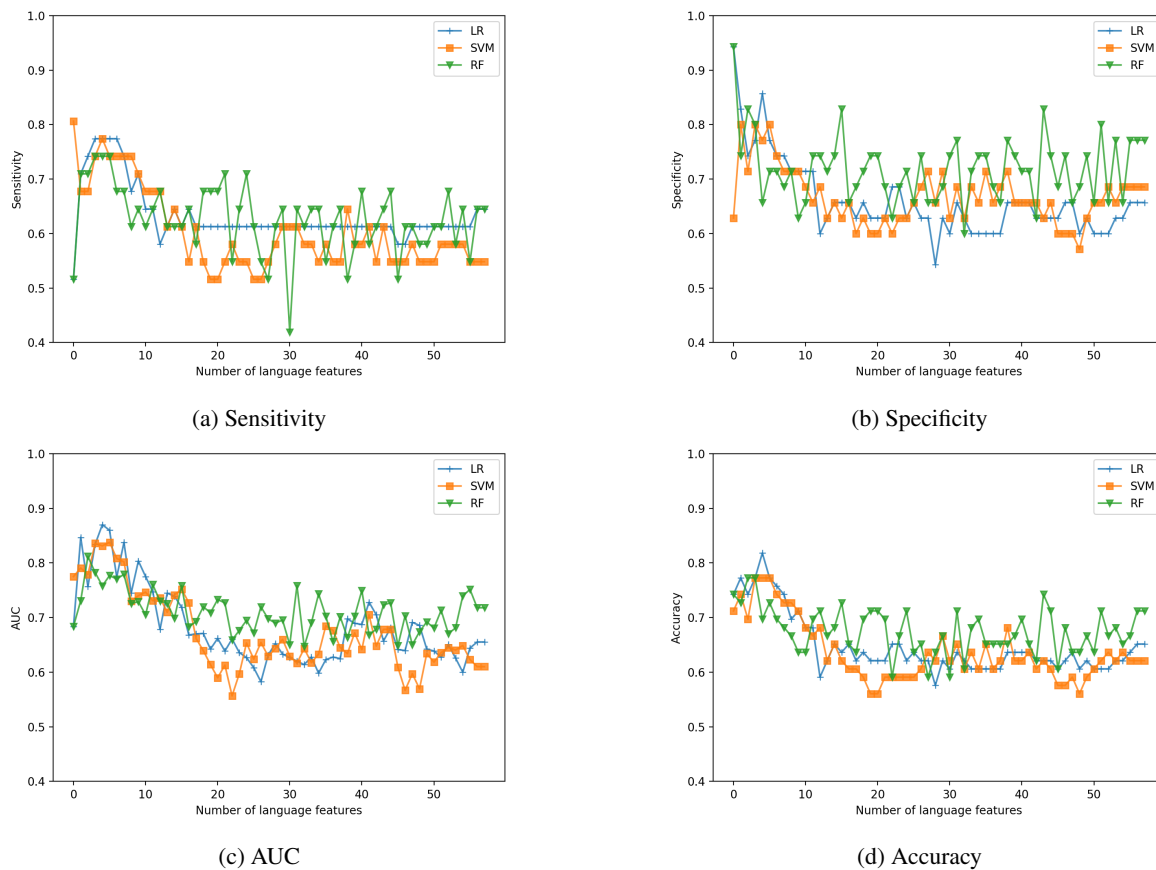 1.0
0.9
0.8
0.7
0.6
0.5
0.4
Sensitivity
LR
SVM
RF
0 10 20 30 40 50
Number of language features
(a) Sensitivity
1.0
0.9
0.8
0.7
0.6
0.5
0.4
Specificity
LR
SVM
RF
0 10 20 30 40 50
Number of language features
(b) Specificity
1.0
0.9
0.8
0.7
0.6
0.5
0.4
AUC
LR
SVM
RF
0 10 20 30 40 50
Number of language features
(c) AUC
1.0
0.9
0.8
0.7
0.6
0.5
0.4
Accuracy
LR
SVM
RF
0 10 20 30 40 50
Number of language features
(d) Accuracy